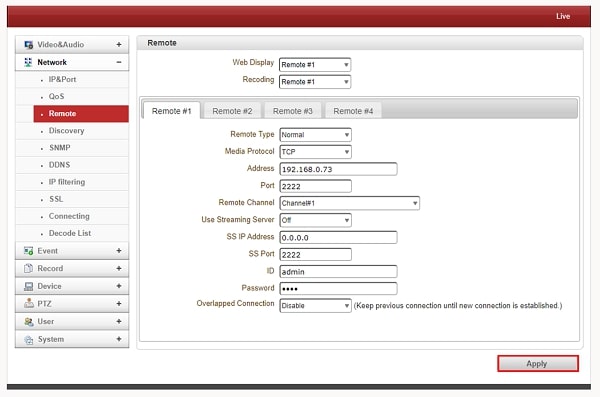 Live
Video&Audio +
Network −
IP&Port
QoS
Remote
Discovery
SNMP
DDNS
IP filtering
SSL
Connecting
Decode List
Event +
Record +
Device +
PTZ +
User +
System +
Remote
Web Display Remote #1
Recoding Remote #1
Remote #1 Remote #2 Remote #3 Remote #4
Remote Type Normal
Media Protocol TCP
Address 192.168.0.73
Port 2222
Remote Channel Channel#1
Use Streaming Server Off
SS IP Address 0.0.0.0
SS Port 2222
ID admin
Password ••••
Overlapped Connection Disable (Keep previous connection until new connection is established.)
Apply